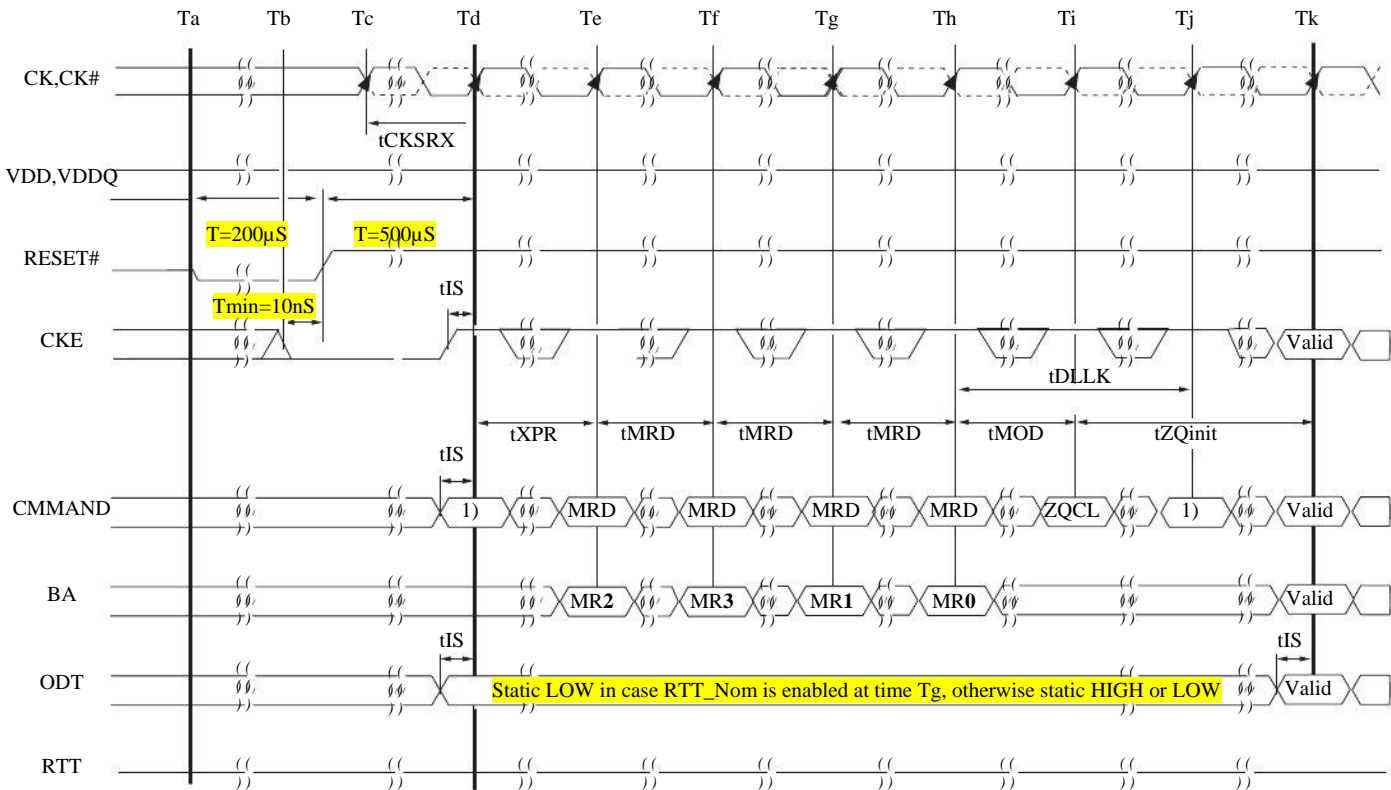 Ta Tb Tc Td Te Tf Tg Th Ti Tj Tk
CK,CK#
tCKSRX
VDD,VDDQ
T=200µS T=500µS
RESET#
Tmin=10nS tIS
CKE Valid
tDLLK
tXPR tMRD tMRD tMRD tMOD tZQinit
tIS
CMMAND 1) MRD MRD MRD MRD ZQCL 1) Valid
BA MR2 MR3 MR1 MR0 Valid
tIS tIS
ODT Static LOW in case RTT_Nom is enabled at time Tg, otherwise static HIGH or LOW Valid
RTT